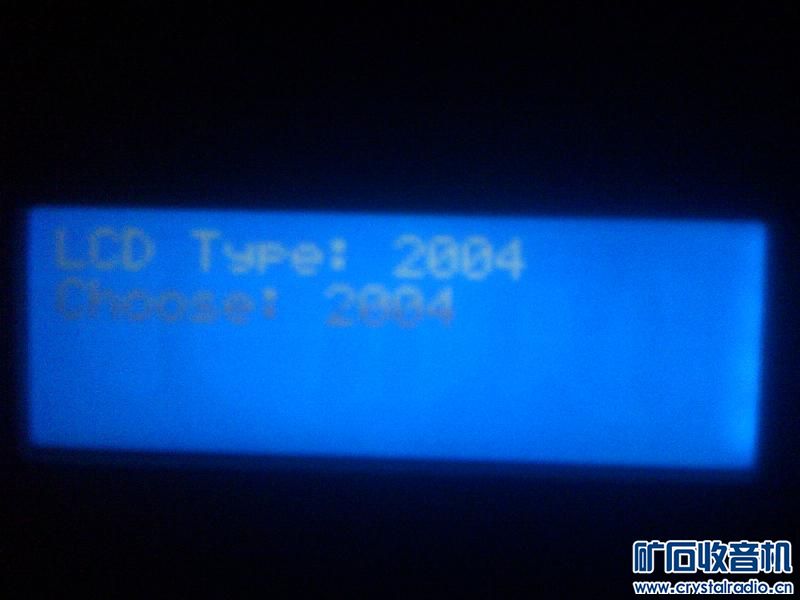 LCD Type: 2004
Choose: 2004
矿石收音机
www.crystalradio.cn